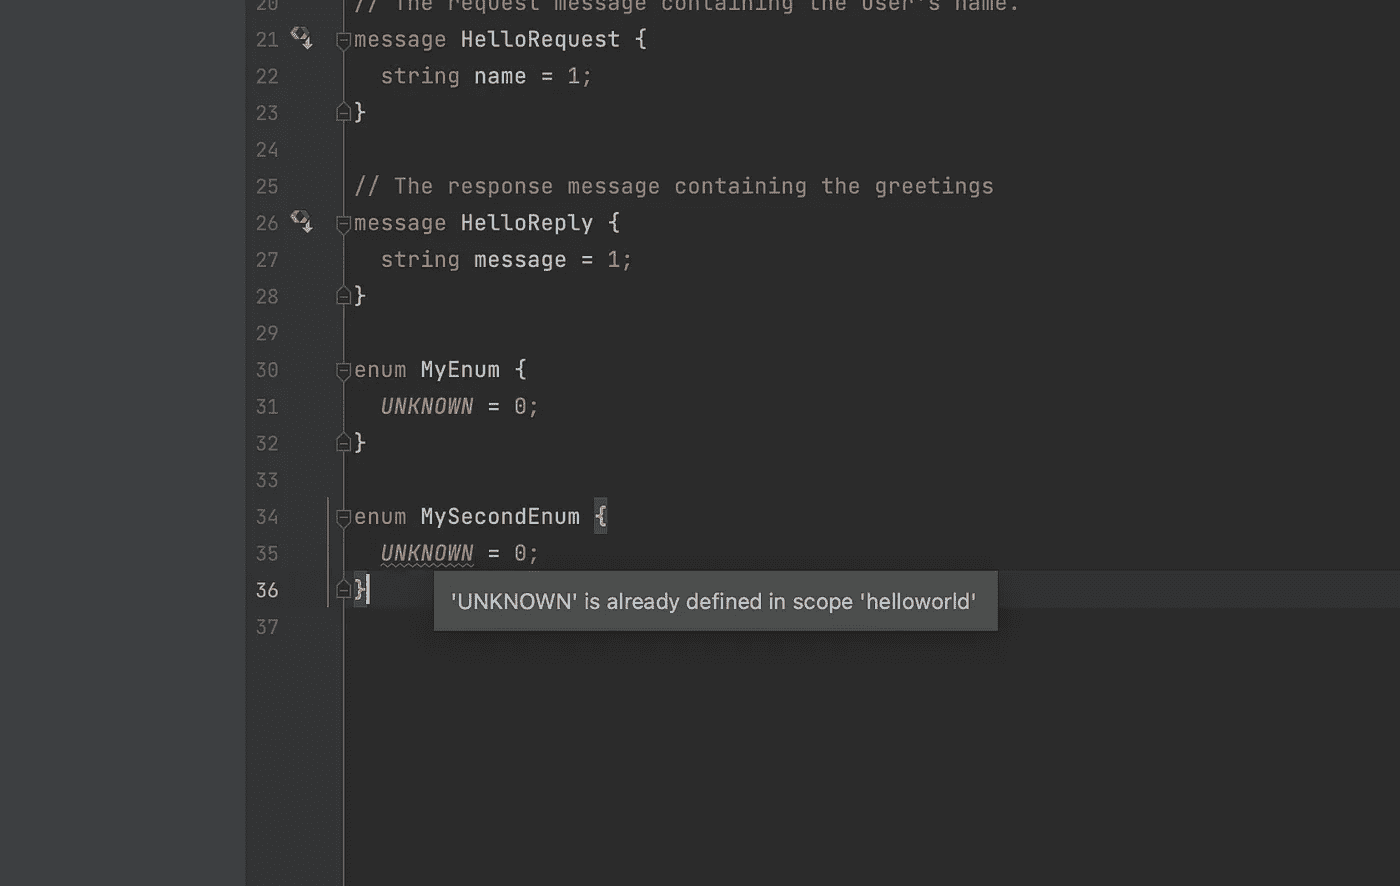 20 // The request message containing the user's name.
21 message HelloRequest {
22 string name = 1;
23 }
24
25 // The response message containing the greetings
26 message HelloReply {
27 string message = 1;
28 }
29
30 enum MyEnum {
31 UNKNOWN = 0;
32 }
33
34 enum MySecondEnum {
35 UNKNOWN = 0;
36 }
'UNKNOWN' is already defined in scope 'helloworld'
37